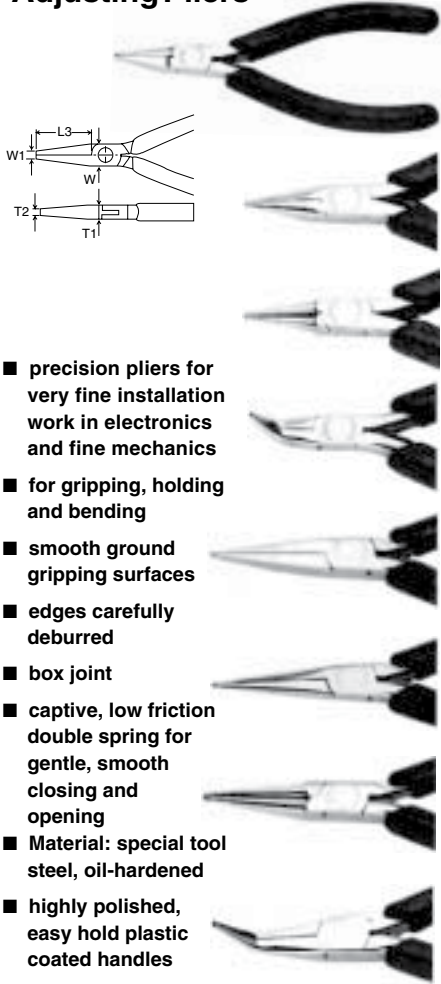 Adjusting Pliers
L3
W1
W
T2
T1
■ precision pliers for
very fine installation
work in electronics
and fine mechanics
■ for gripping, holding
and bending
■ smooth ground
gripping surfaces
■ edges carefully
deburred
■ box joint
■ captive, low friction
double spring for
gentle, smooth
closing and
opening
■ Material: special tool
steel, oil-hardened
■ highly polished,
easy hold plastic
coated handles